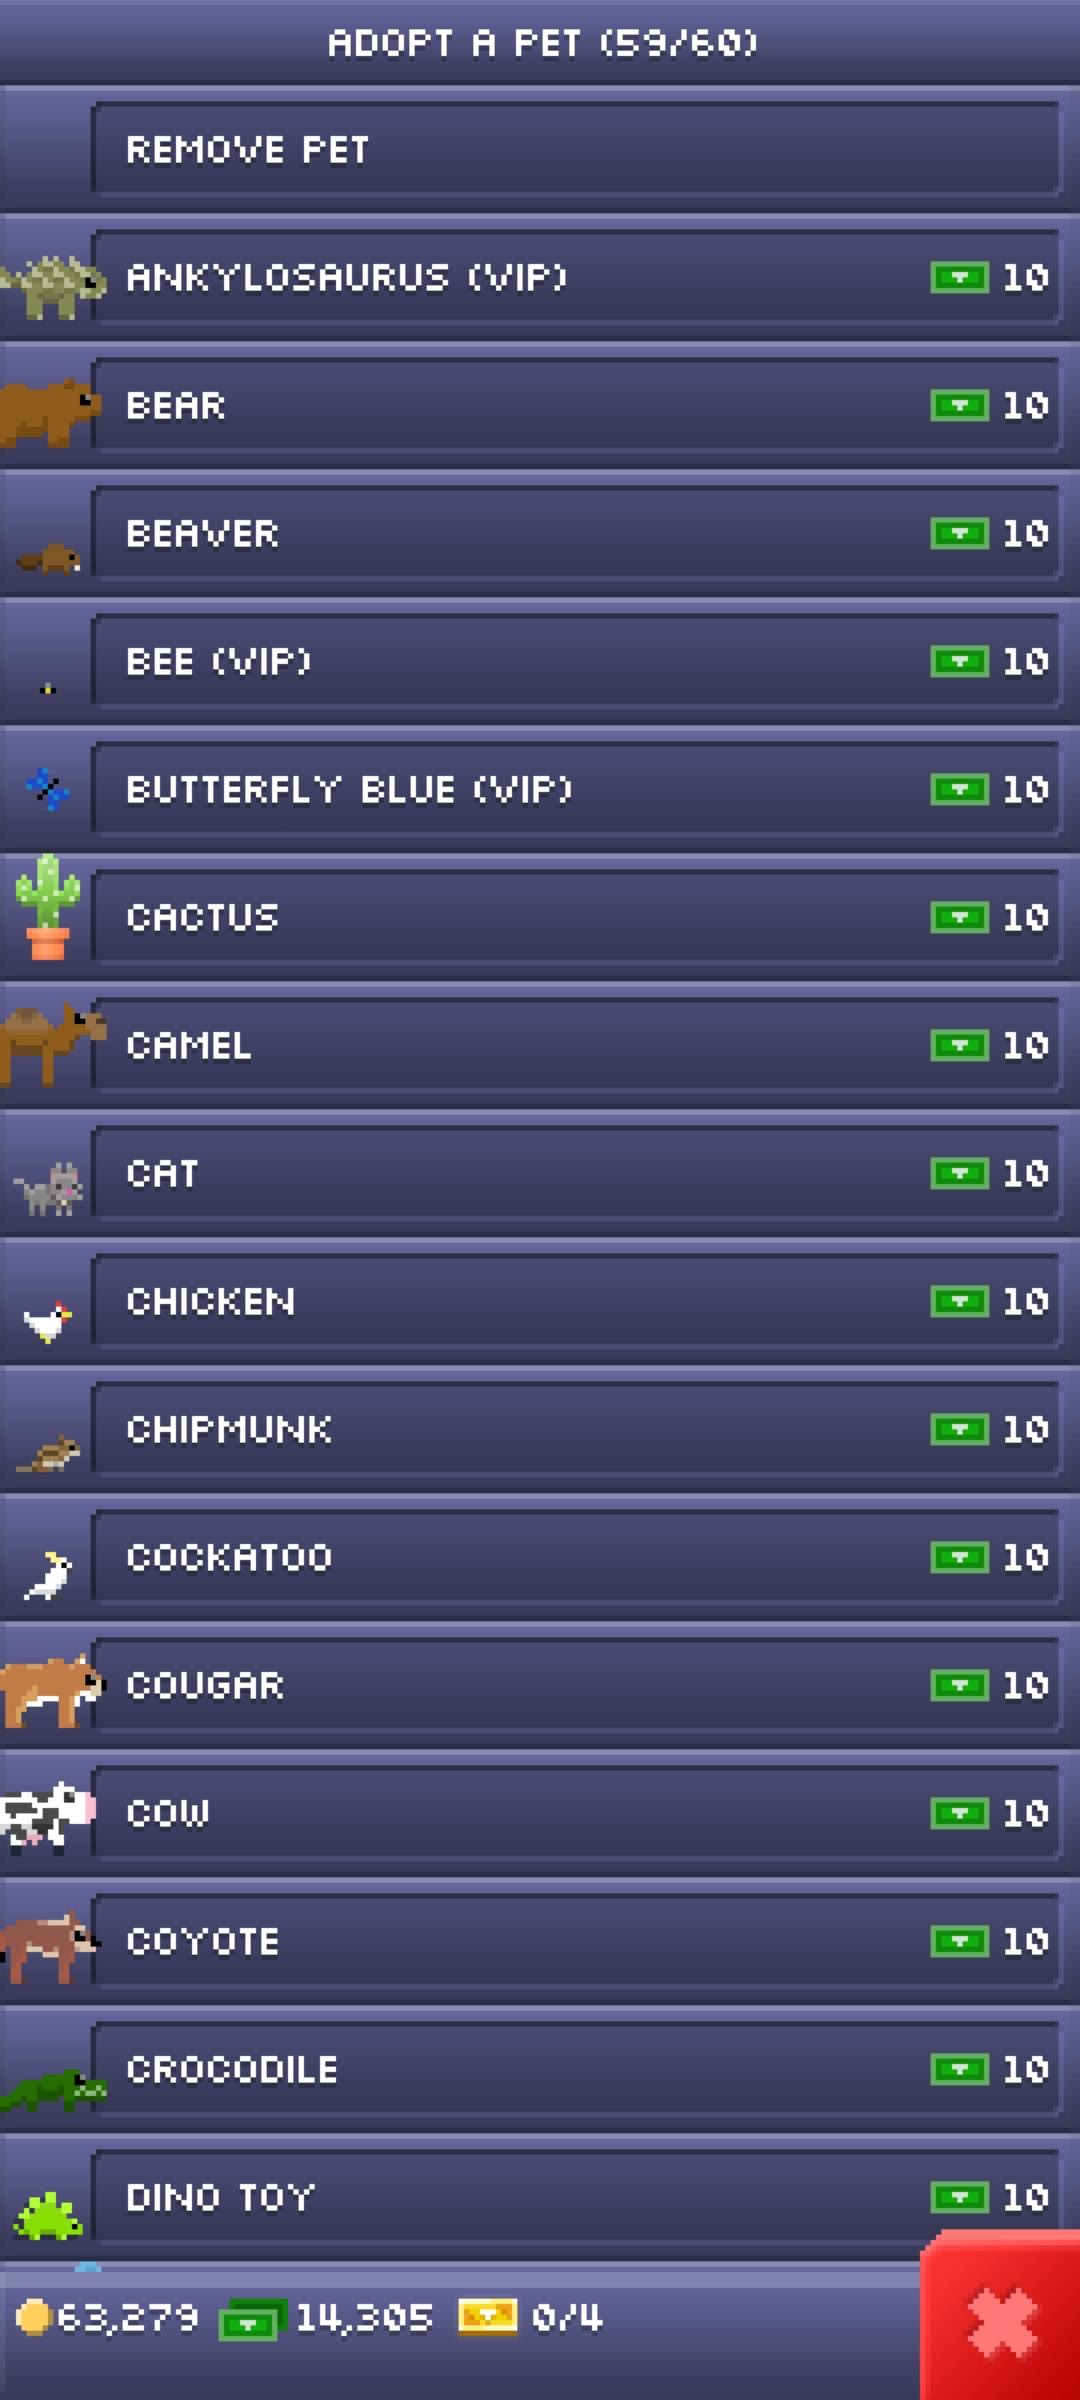 ADOPT A PET (59/60)
REMOVE PET
ANKYLOSAURUS (VIP) 10
BEAR 10
BEAVER 10
BEE (VIP) 10
BUTTERFLY BLUE (VIP) 10
CACTUS 10
CAMEL 10
CAT 10
CHICKEN 10
CHIPMUNK 10
COCKATOO 10
COUGAR 10
COW 10
COYOTE 10
CROCODILE 10
DINO TOY 10
63,279 14,305 0/4